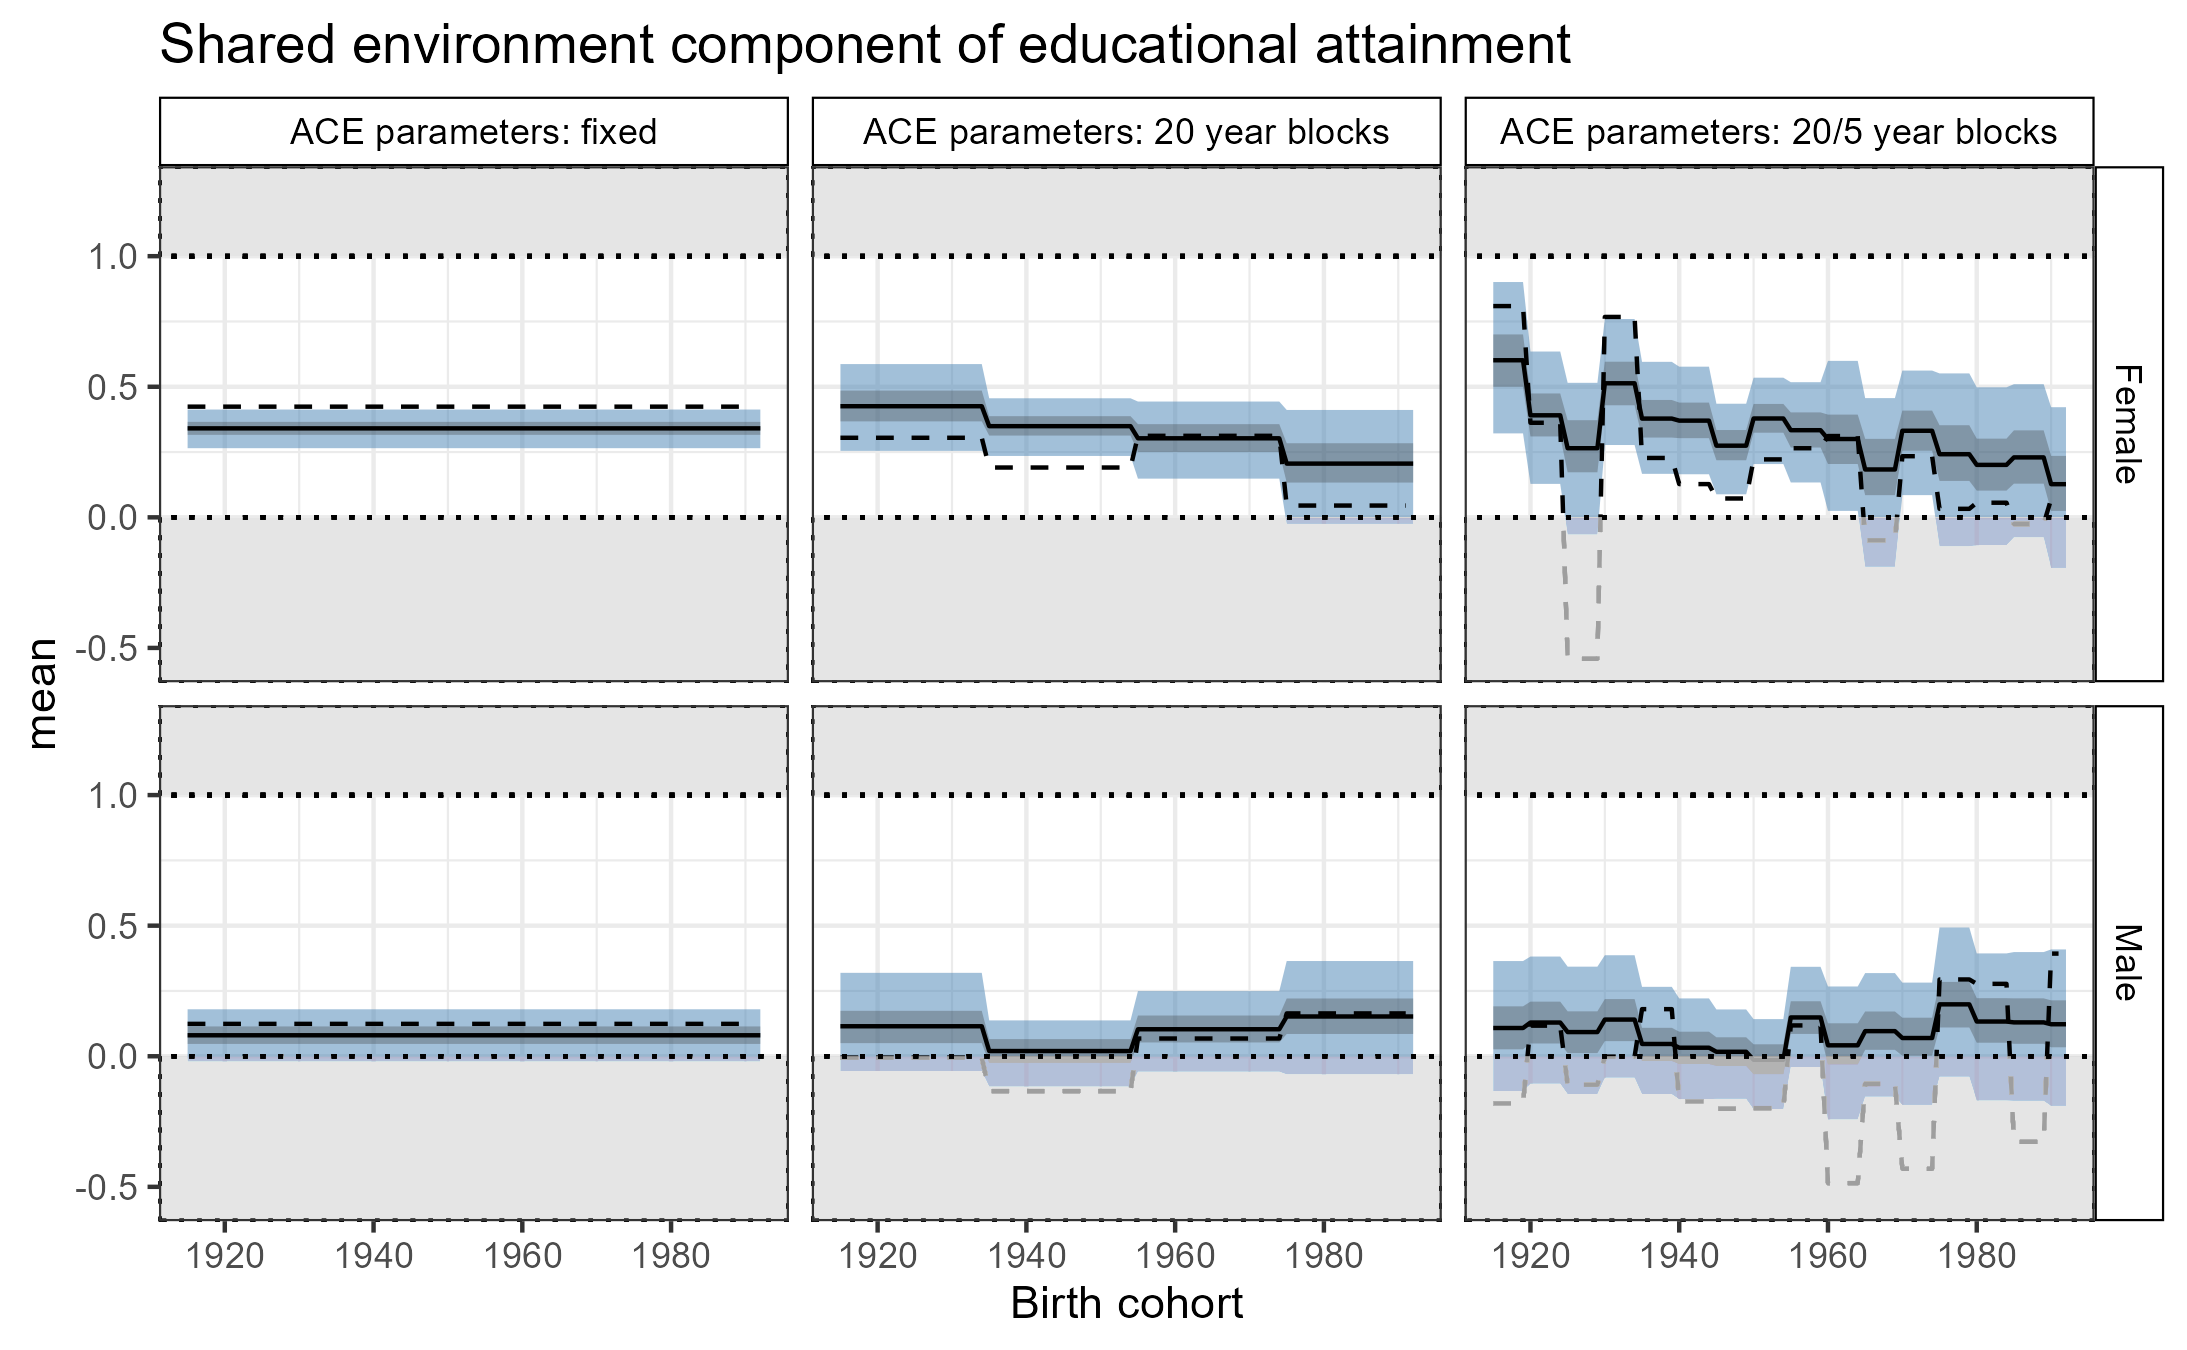 Shared environment component of educational attainment
ACE parameters: fixed
ACE parameters: 20 year blocks
ACE parameters: 20/5 year blocks
1.0
0.5
0.0
-0.5
Female
mean
1.0
0.5
0.0
-0.5
Male
1920 1940 1960 1980
1920 1940 1960 1980
1920 1940 1960 1980
Birth cohort